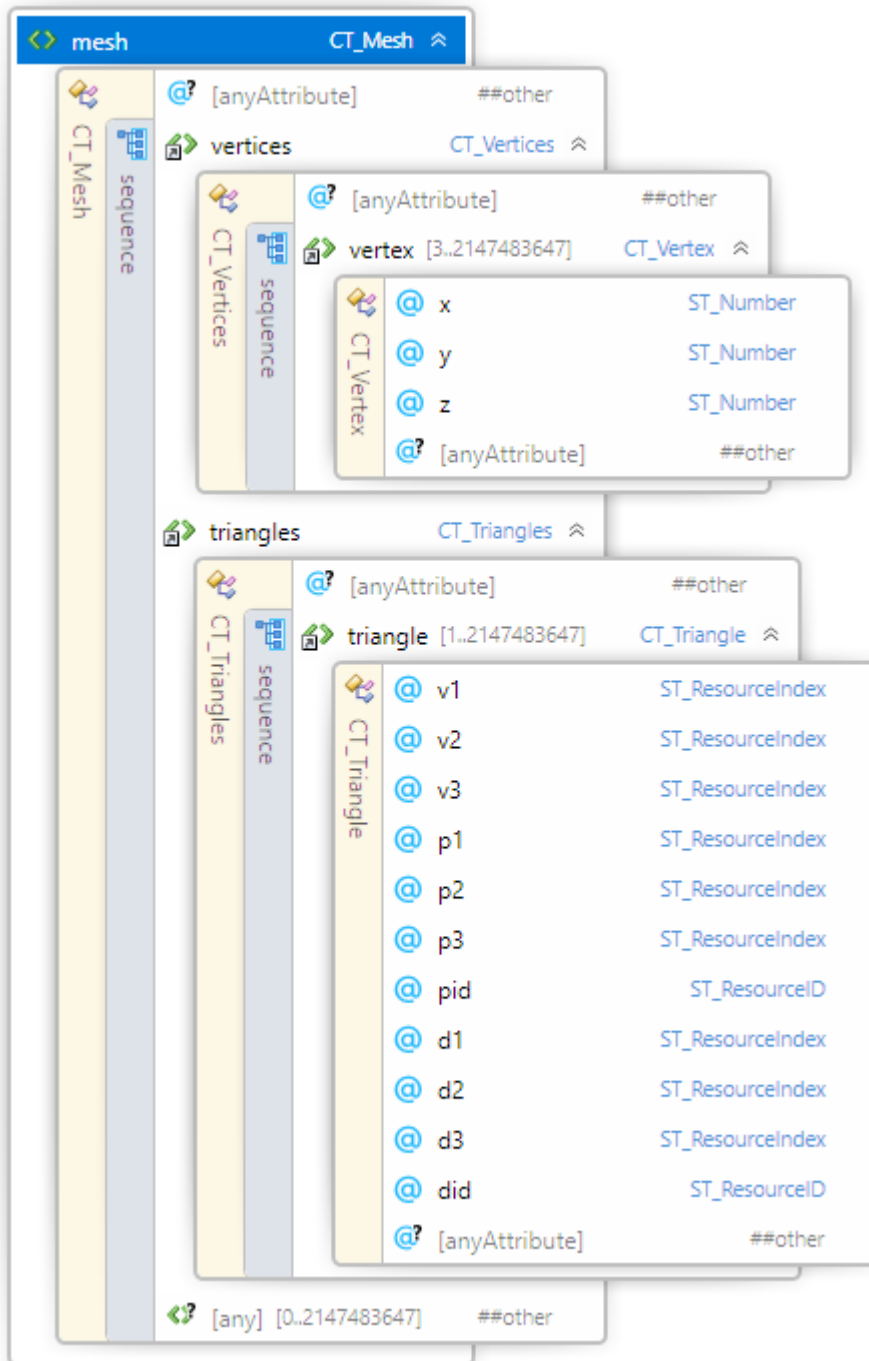 mesh CT_Mesh
CT_Mesh
sequence
[anyAttribute] ##other
vertices CT_Vertices
CT_Vertices
sequence
[anyAttribute] ##other
vertex [3..2147483647] CT_Vertex
CT_Vertex
@ x ST_Number
@ y ST_Number
@ z ST_Number
@? [anyAttribute] ##other
triangles CT_Triangles
CT_Triangles
sequence
@? [anyAttribute] ##other
triangle [1..2147483647] CT_Triangle
CT_Triangle
@ v1 ST_ResourceIndex
@ v2 ST_ResourceIndex
@ v3 ST_ResourceIndex
@ p1 ST_ResourceIndex
@ p2 ST_ResourceIndex
@ p3 ST_ResourceIndex
@ pid ST_ResourceID
@ d1 ST_ResourceIndex
@ d2 ST_ResourceIndex
@ d3 ST_ResourceIndex
@ did ST_ResourceID
@? [anyAttribute] ##other
[any] [0..2147483647] ##other